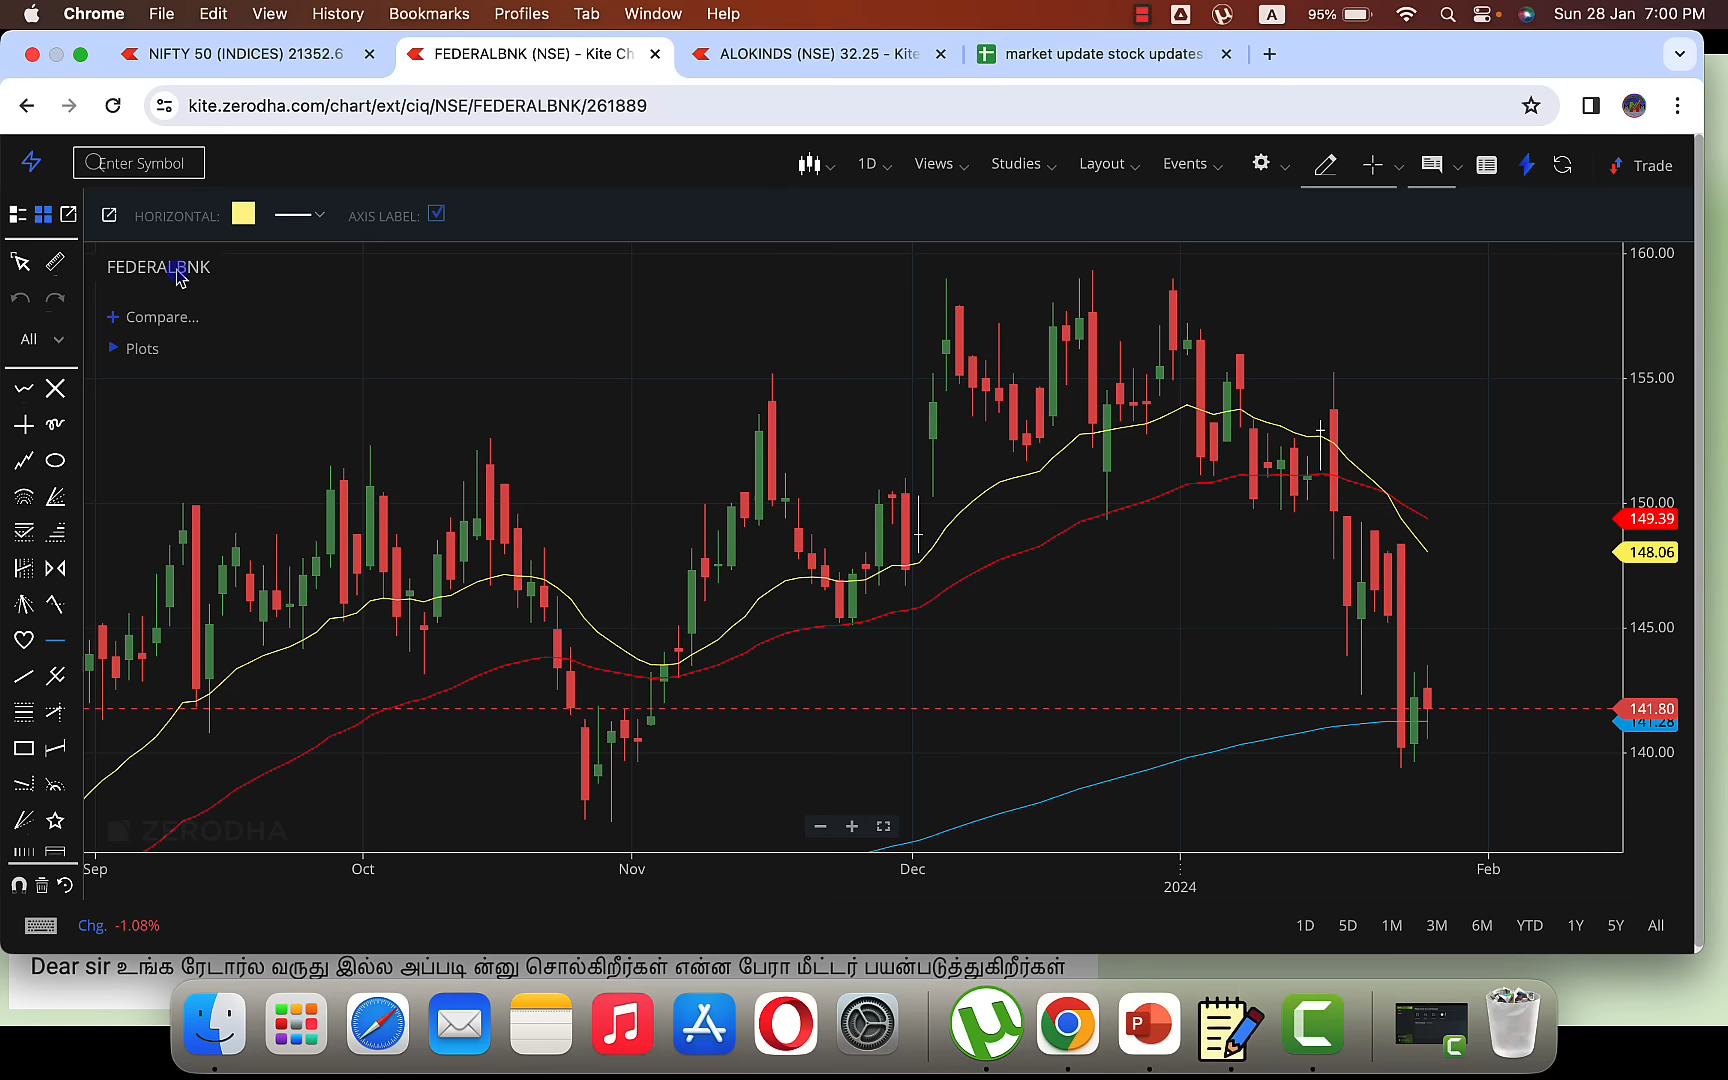 Chrome File Edit View History Bookmarks Profiles Tab Window Help A 95% Sun 28 Jan 7:00 PM
NIFTY 50 (INDICES) 21352.6 FEDERALBNK (NSE) - Kite Ch ALOKINDS (NSE) 32.25 - Kite market update stock updates
kite.zerodha.com/chart/ext/ciq/NSE/FEDERALBNK/261889
Enter Symbol 1D Views Studies Layout Events Trade
HORIZONTAL: AXIS LABEL:
FEDERALBNK
Compare...
Plots
All
160.00
155.00
150.00
149.39
148.06
145.00
141.80
141.28
140.00
ZERODHA
Sep Oct Nov Dec Feb
2024
Chg. -1.08% 1D 5D 1M 3M 6M YTD 1Y 5Y All
Dear sir உங்க ரேடார்ல வருது இல்ல அப்படி ன்னு சொல்கிறீர்கள் என்ன பேரா மீட்டர் பயன்படுத்துகிறீர்கள்
P
C